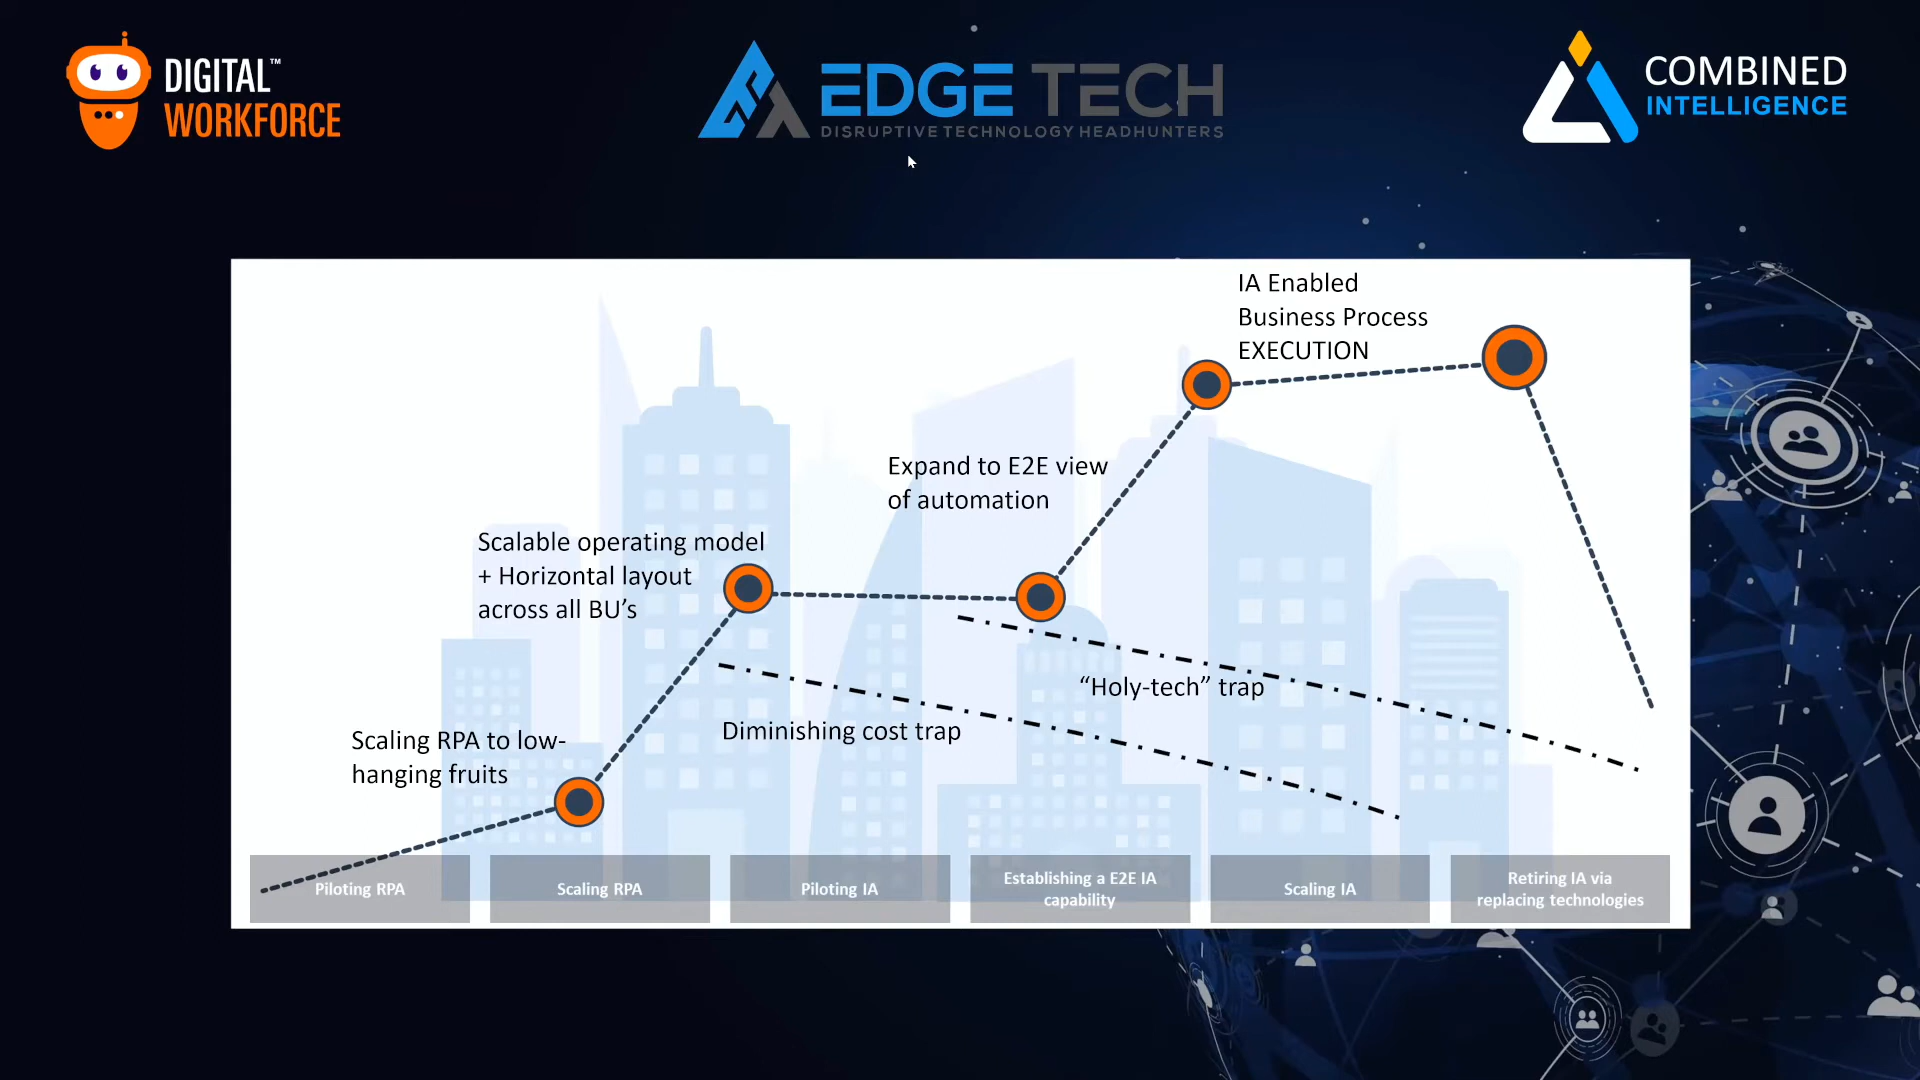 DIGITAL™
WORKFORCE
EDGE TECH
DISRUPTIVE TECHNOLOGY HEADHUNTERS
COMBINED
INTELLIGENCE
IA Enabled
Business Process
EXECUTION
Expand to E2E view
of automation
Scalable operating model
+ Horizontal layout
across all BU’s
“Holy-tech” trap
Diminishing cost trap
Scaling RPA to low-
hanging fruits
Piloting RPA
Scaling RPA
Piloting IA
Establishing a E2E IA
capability
Scaling IA
Retiring IA via
replacing technologies